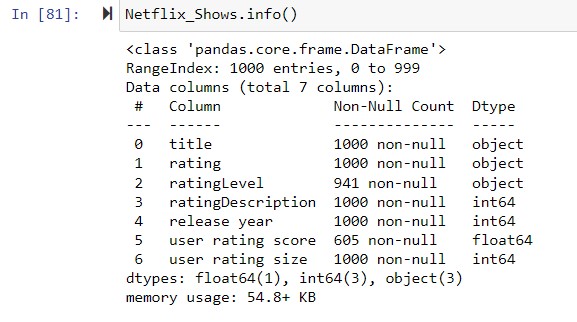 In [81]: Netflix_Shows.info()
<class 'pandas.core.frame.DataFrame'>
RangeIndex: 1000 entries, 0 to 999
Data columns (total 7 columns):
 #   Column             Non-Null Count  Dtype
---  ------             --------------  -----
 0   title              1000 non-null   object
 1   rating             1000 non-null   object
 2   ratingLevel        941 non-null    object
 3   ratingDescription  1000 non-null   int64
 4   release year       1000 non-null   int64
 5   user rating score  605 non-null    float64
 6   user rating size   1000 non-null   int64
dtypes: float64(1), int64(3), object(3)
memory usage: 54.8+ KB